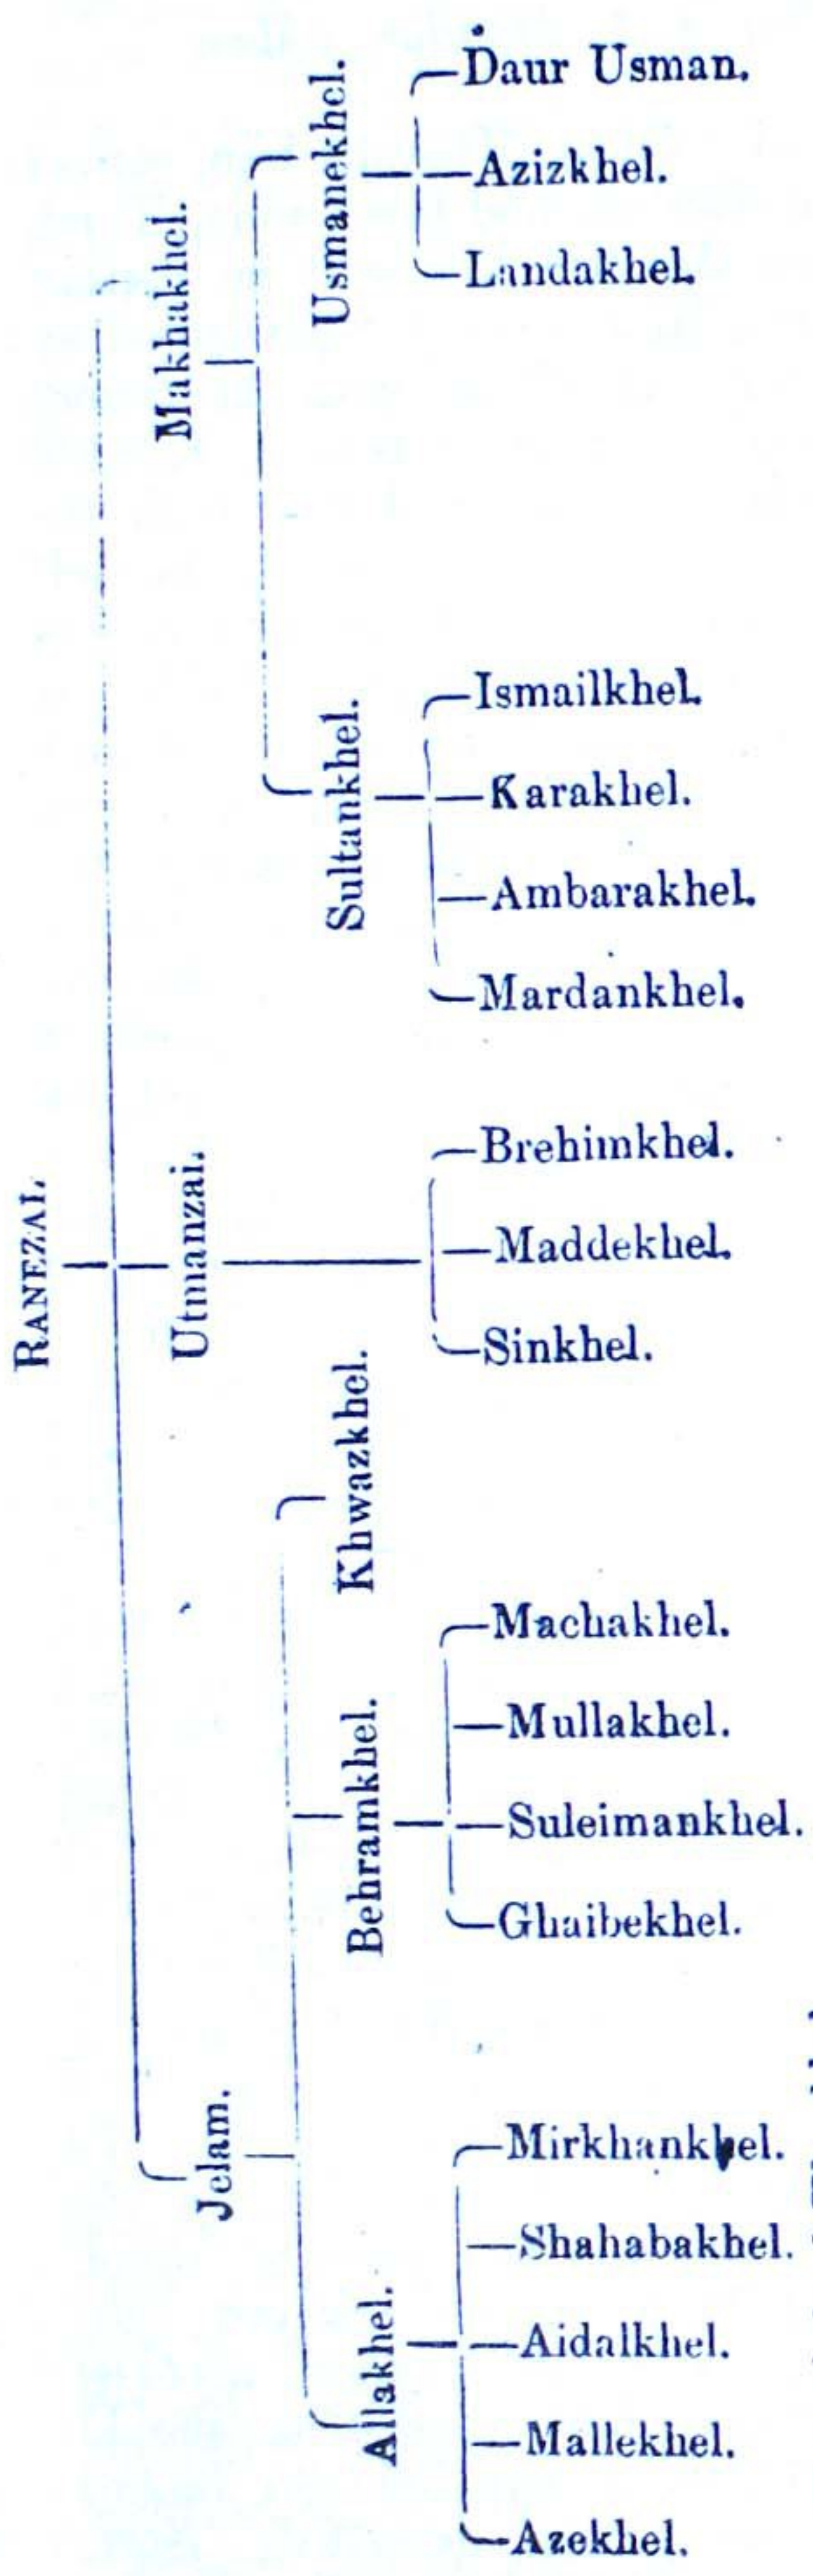 RANEZAI.
Makhakhel.
Usmanekhel.
Daur Usman.
Azizkhel.
Landakhel.
Sultankhel.
Ismailkhel.
Karakhel.
Ambarakhel.
Mardankhel.
Utmanzai.
Brehimkhel.
Maddekhel.
Sinkhel.
Jelam.
Khwazkhel.
Behramkhel.
Machakhel.
Mullakhel.
Suleimankhel.
Ghaibekhel.
Allakhel.
Mirkhankhel.
Shahabakhel.
Aidalkhel.
Mallekhel.
Azekhel.